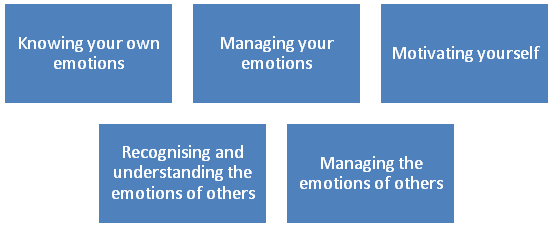 Knowing your own
emotions
Managing your
emotions
Motivating yourself
Recognising and
understanding the
emotions of others
Managing the
emotions of others